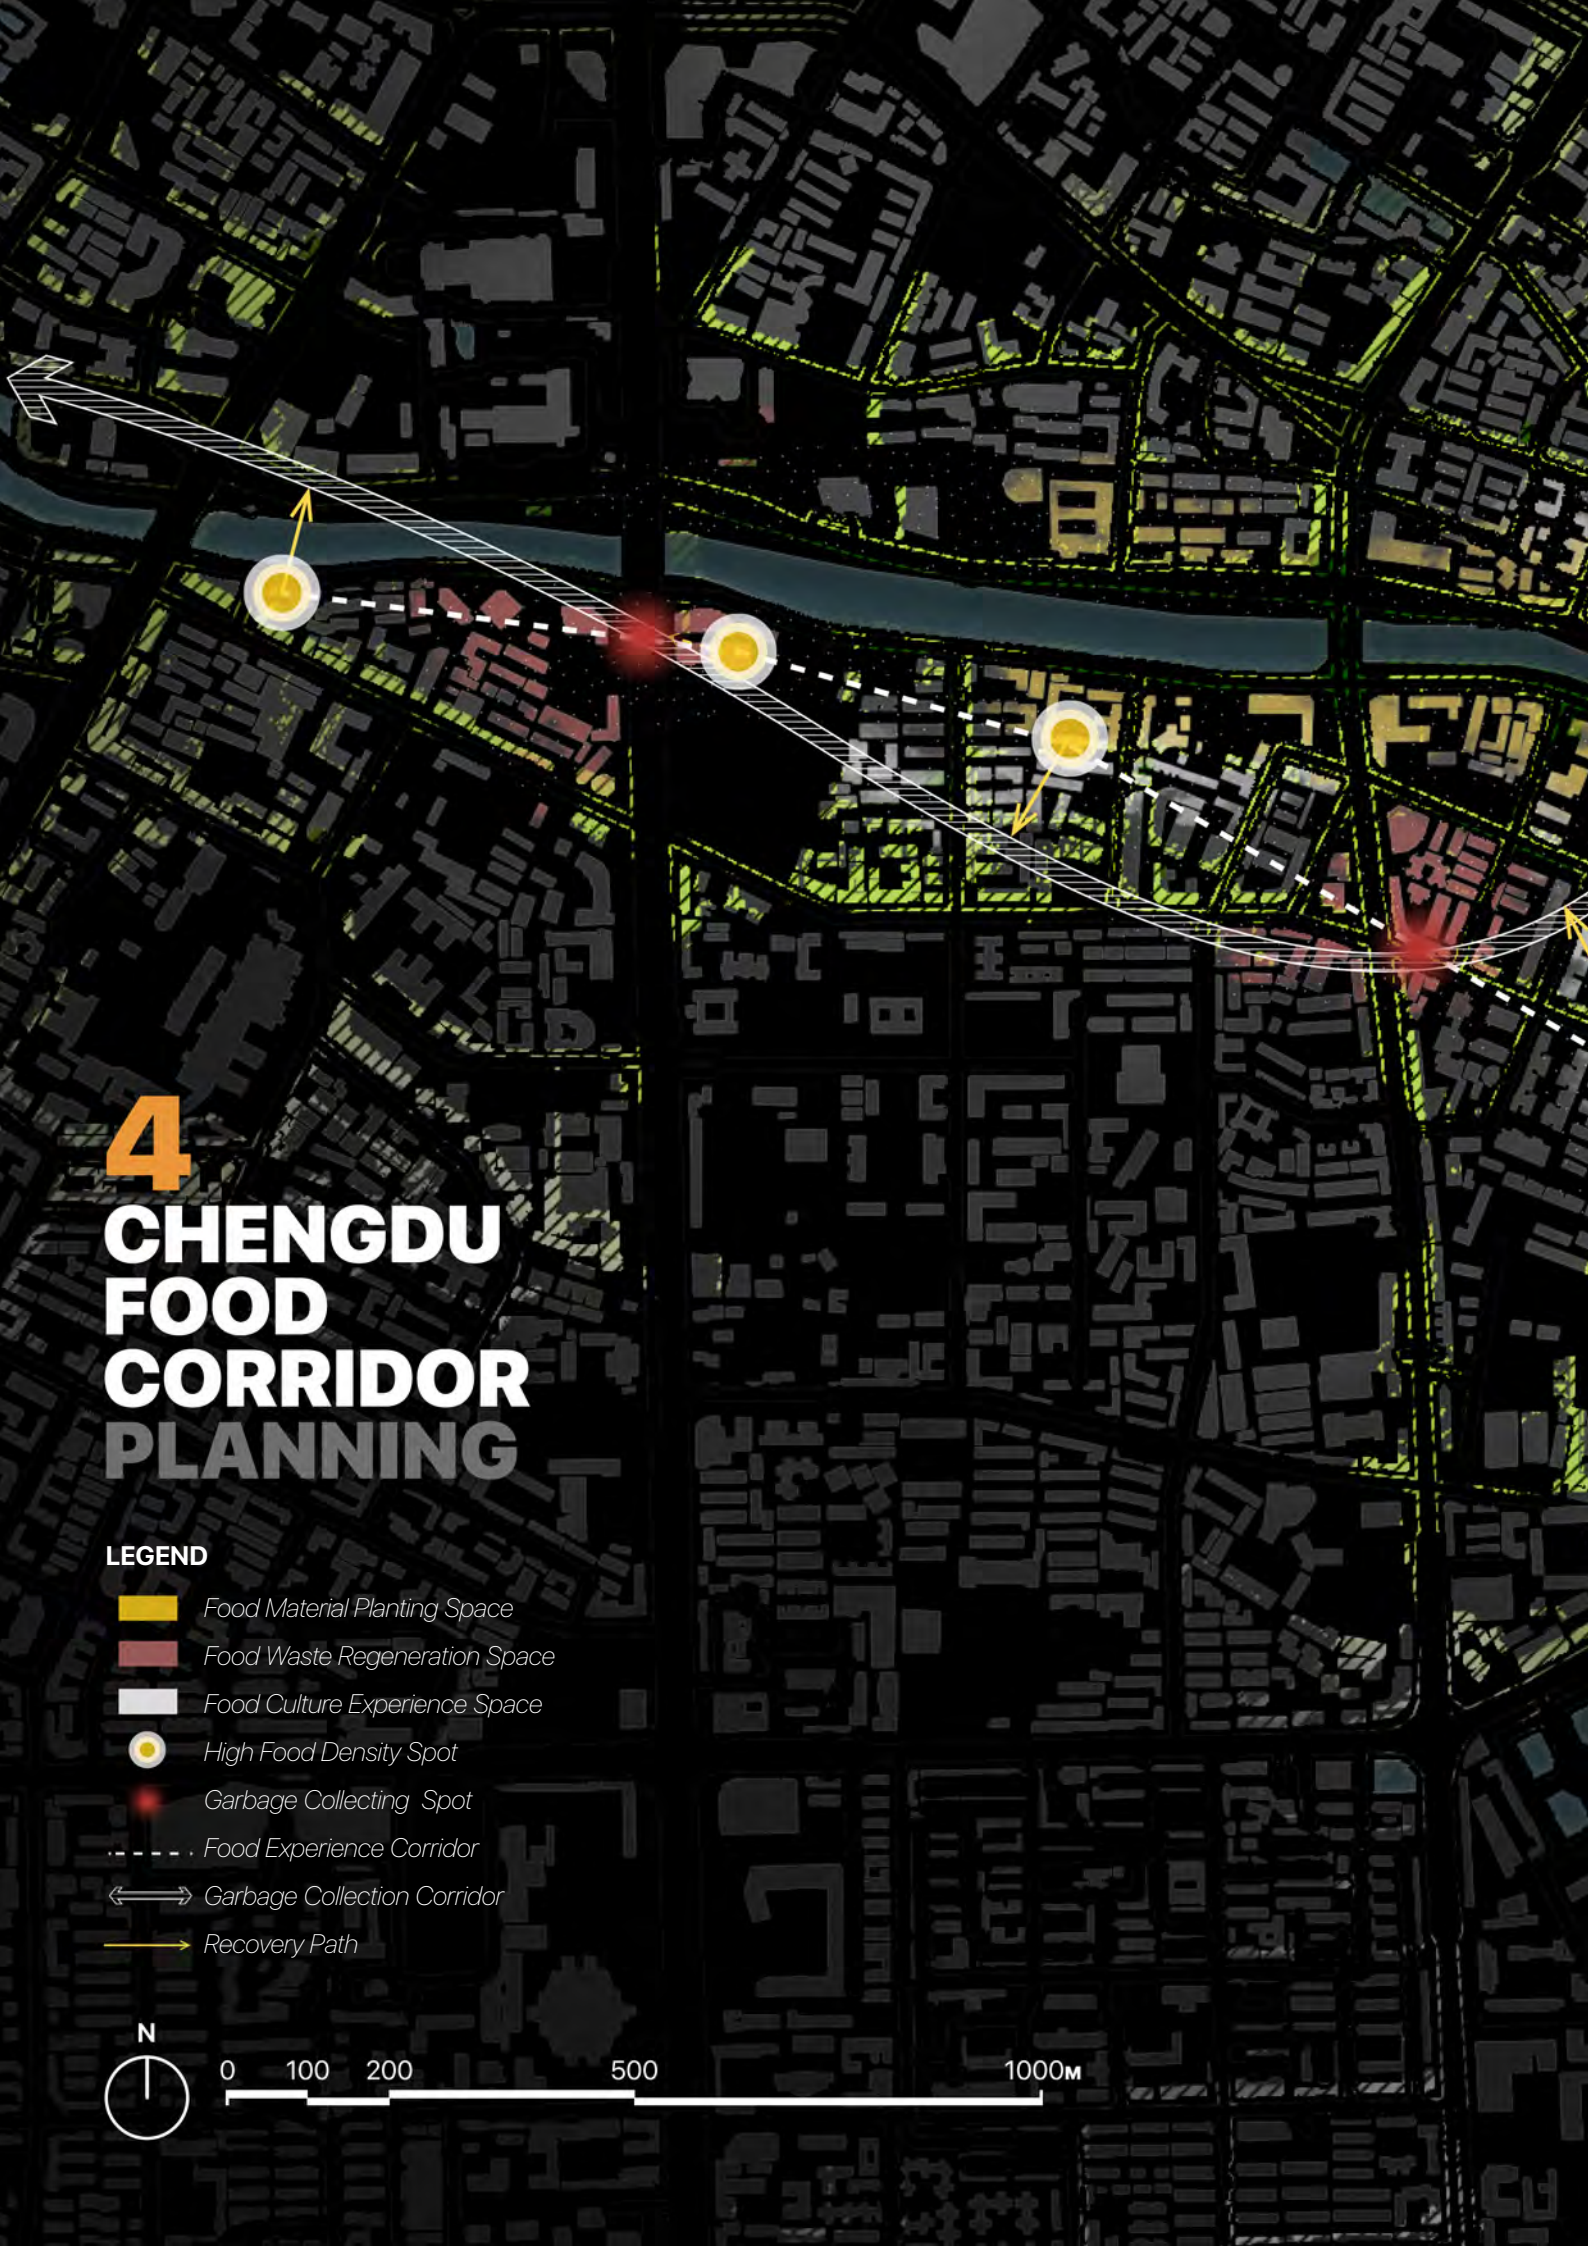 4
CHENGDU
FOOD
CORRIDOR
PLANNING
LEGEND
Food Material Planting Space
Food Waste Regeneration Space
Food Culture Experience Space
High Food Density Spot
Garbage Collecting Spot
Food Experience Corridor
Garbage Collection Corridor
Recovery Path
N
0 100 200 500 1000M